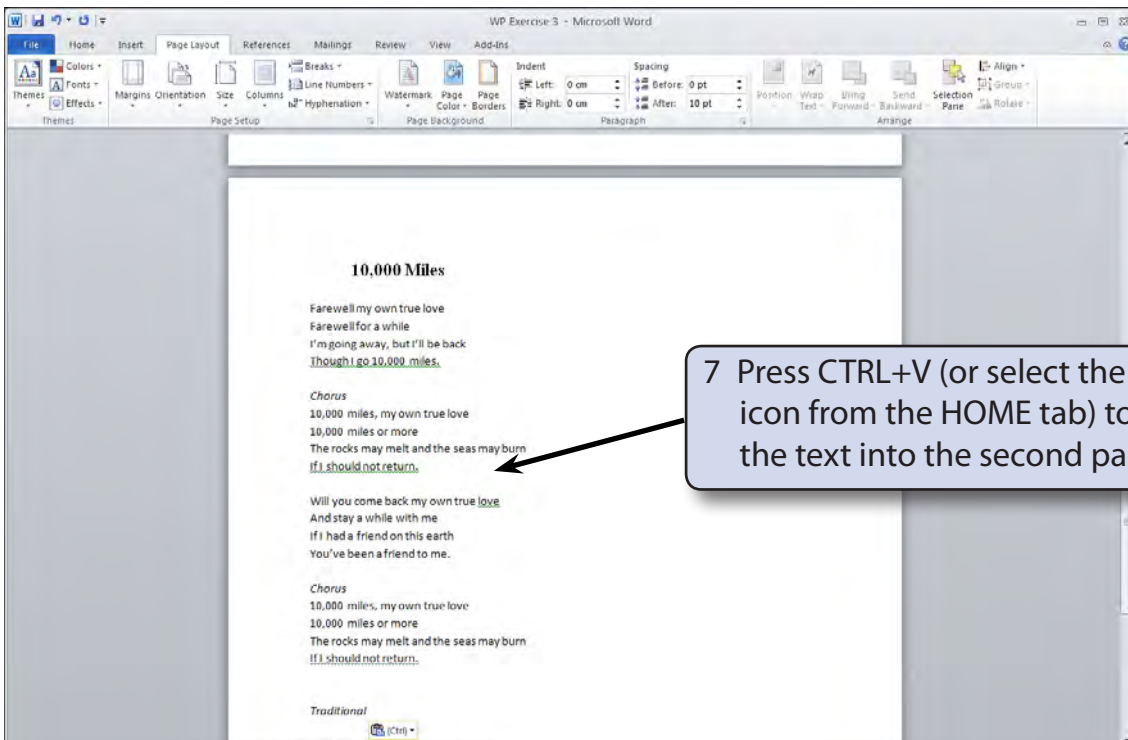 WP Exercise 3 - Microsoft Word
File Home Insert Page Layout References Mailings Review View Add-Ins
Colors Breaks Indent Spacing Align
Themes Fonts Margins Orientation Size Columns Line Numbers Watermark Page Color Page Borders Left: 0 cm Before: 0 pt Position Wrap Text Bring Forward Send Backward Selection Pane Group
Effects Hyphenation Right: 0 cm After: 10 pt Rotate
Themes Page Setup Page Background Paragraph Arrange
10,000 Miles
Farewell my own true love
Farewell for a while
I'm going away, but I'll be back
Though I go 10,000 miles.
Chorus
10,000 miles, my own true love
10,000 miles or more
The rocks may melt and the seas may burn
If I should not return.
7 Press CTRL+V (or select the
icon from the HOME tab) to
the text into the second pa
Will you come back my own true love
And stay a while with me
If I had a friend on this earth
You've been a friend to me.
Chorus
10,000 miles, my own true love
10,000 miles or more
The rocks may melt and the seas may burn
If I should not return.
Traditional
(Ctrl)